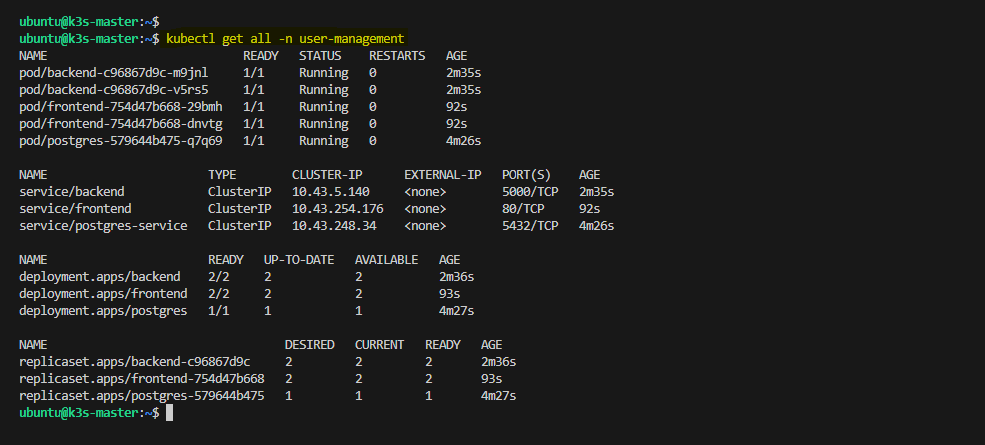 ubuntu@k3s-master:~$
ubuntu@k3s-master:~$ kubectl get all -n user-management
NAME READY STATUS RESTARTS AGE
pod/backend-c96867d9c-m9jnl 1/1 Running 0 2m35s
pod/backend-c96867d9c-v5rs5 1/1 Running 0 2m35s
pod/frontend-754d47b668-29bmh 1/1 Running 0 92s
pod/frontend-754d47b668-dnvtg 1/1 Running 0 92s
pod/postgres-579644b475-q7q69 1/1 Running 0 4m26s
NAME TYPE CLUSTER-IP EXTERNAL-IP PORT(S) AGE
service/backend ClusterIP 10.43.5.140 <none> 5000/TCP 2m35s
service/frontend ClusterIP 10.43.254.176 <none> 80/TCP 92s
service/postgres-service ClusterIP 10.43.248.34 <none> 5432/TCP 4m26s
NAME READY UP-TO-DATE AVAILABLE AGE
deployment.apps/backend 2/2 2 2 2m36s
deployment.apps/frontend 2/2 2 2 93s
deployment.apps/postgres 1/1 1 1 4m27s
NAME DESIRED CURRENT READY AGE
replicaset.apps/backend-c96867d9c 2 2 2 2m36s
replicaset.apps/frontend-754d47b668 2 2 2 93s
replicaset.apps/postgres-579644b475 1 1 1 4m27s
ubuntu@k3s-master:~$